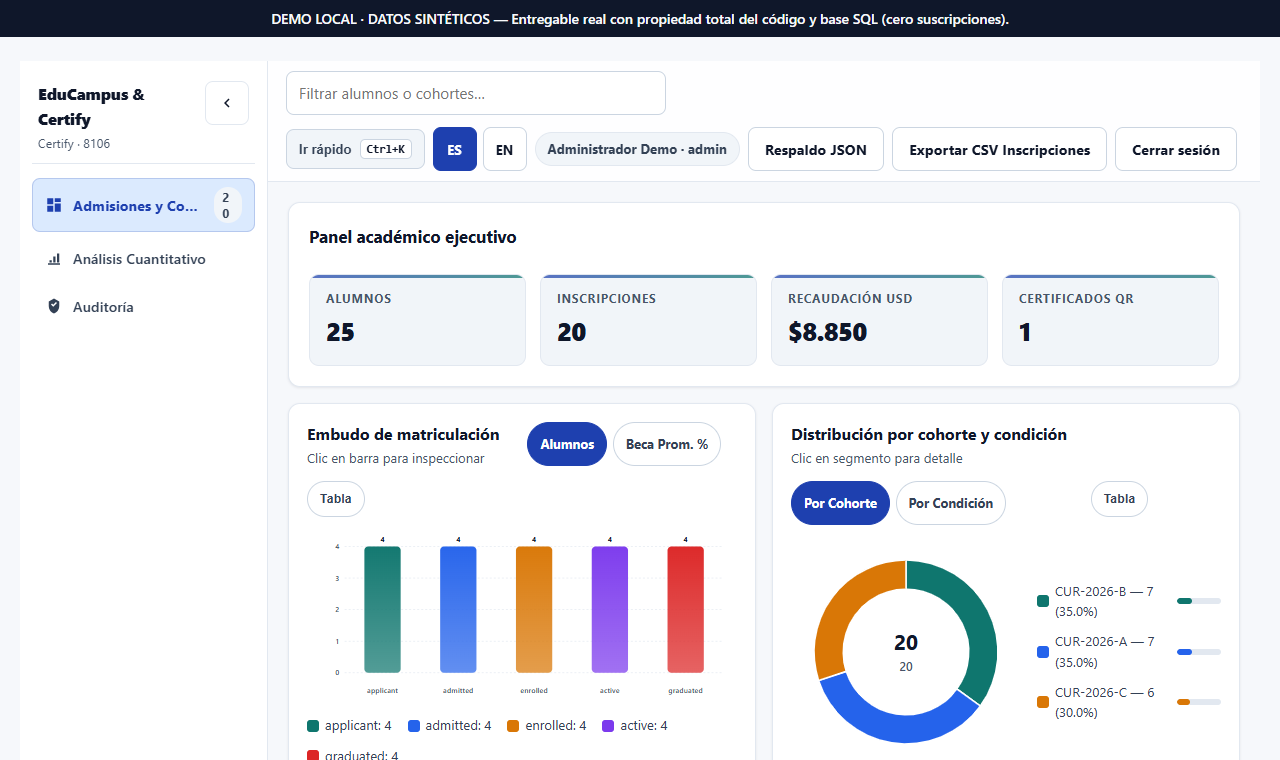 DEMO LOCAL · DATOS SINTÉTICOS — Entregable real con propiedad total del código y base SQL (cero suscripciones).
EduCampus &
Certify
Certify · 8106
Admisiones y Co...
2
0
Análisis Cuantitativo
Auditoría
Filtrar alumnos o cohortes...
Ir rápido Ctrl+K
ES
EN
Administrador Demo · admin
Respaldo JSON
Exportar CSV Inscripciones
Cerrar sesión
Panel académico ejecutivo
ALUMNOS
25
INSCRIPCIONES
20
RECAUDACIÓN USD
$8.850
CERTIFICADOS QR
1
Embudo de matriculación
Clic en barra para inspeccionar
Alumnos
Beca Prom. %
Tabla
4 4 4 4 4
4
3
2
1
0
applicant admitted enrolled active graduated
applicant: 4 admitted: 4 enrolled: 4 active: 4
graduated: 4
Distribución por cohorte y condición
Clic en segmento para detalle
Por Cohorte
Por Condición
Tabla
20
20
CUR-2026-B — 7
(35.0%)
CUR-2026-A — 7
(35.0%)
CUR-2026-C — 6
(30.0%)